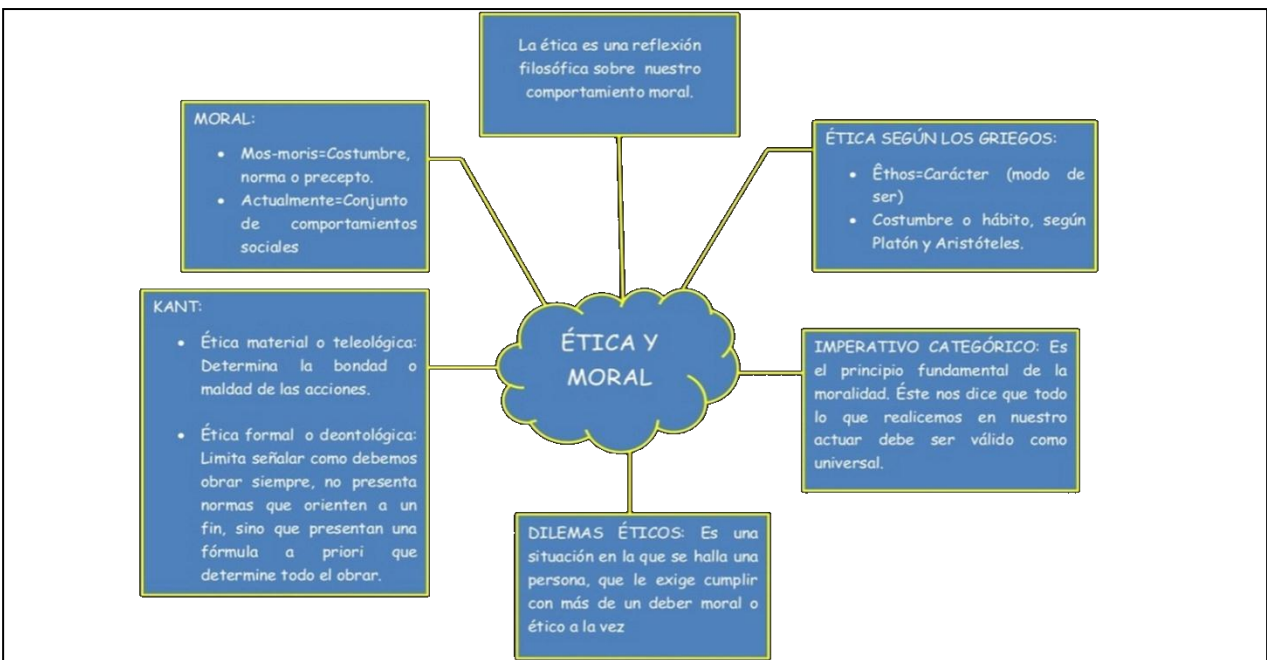 La ética es una reflexión
filosófica sobre nuestro
comportamiento moral.
MORAL:
• Mos-moris=Costumbre,
norma o precepto.
• Actualmente=Conjunto
de comportamientos
sociales
ÉTICA SEGÚN LOS GRIEGOS:
• Êthos=Carácter (modo de
ser)
• Costumbre o hábito, según
Platón y Aristóteles.
KANT:
• Ética material o teleológica:
Determina la bondad o
maldad de las acciones.
• Ética formal o deontológica:
Limita señalar como debemos
obrar siempre, no presenta
normas que orienten a un
fin, sino que presentan una
fórmula a priori que
determine todo el obrar.
ÉTICA Y
MORAL
IMPERATIVO CATEGÓRICO: Es
el principio fundamental de la
moralidad. Éste nos dice que todo
lo que realicemos en nuestro
actuar debe ser válido como
universal.
DILEMAS ÉTICOS: Es una
situación en la que se halla una
persona, que le exige cumplir
con más de un deber moral o
ético a la vez